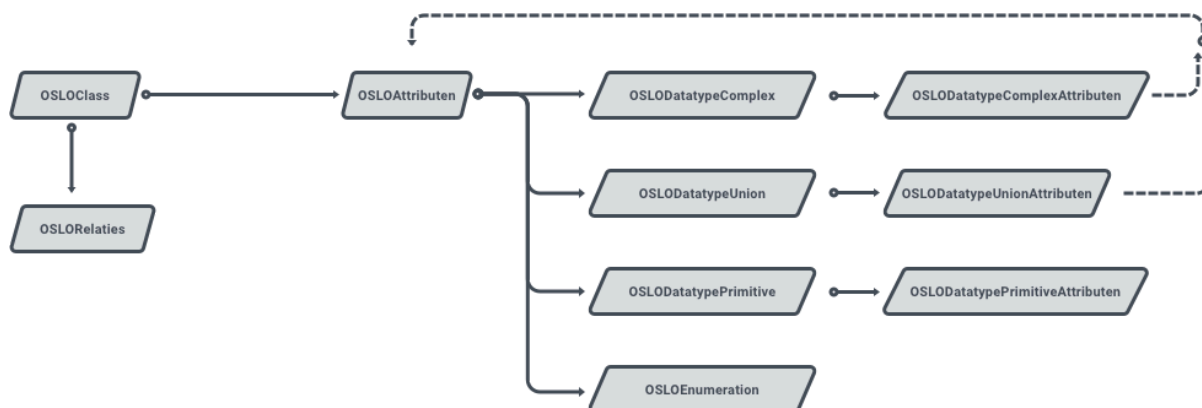 OSLOClass
OSLOAttributen
OSLODatatypeComplex
OSLODatatypeComplexAttributen
OSLODatatypeUnion
OSLODatatypeUnionAttributen
OSLORelaties
OSLODatatypePrimitive
OSLODatatypePrimitiveAttributen
OSLOEnumeration